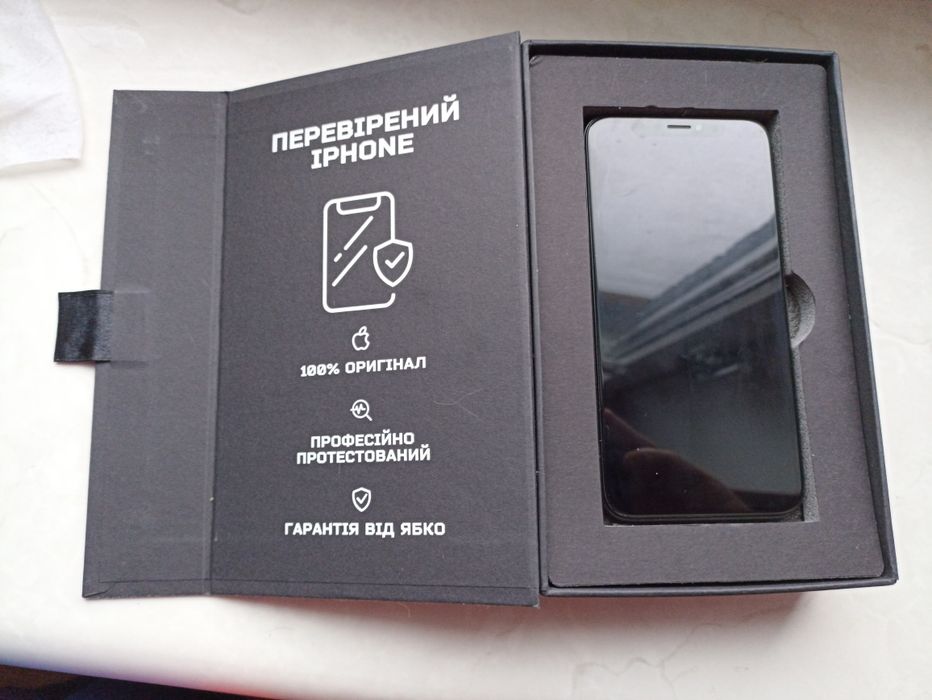 ПЕРЕВІРЕНИЙ
IPHONE
100% ОРИГІНАЛ
ПРОФЕСІЙНО
ПРОТЕСТОВАНИЙ
ГАРАНТІЯ ВІД ЯБКО